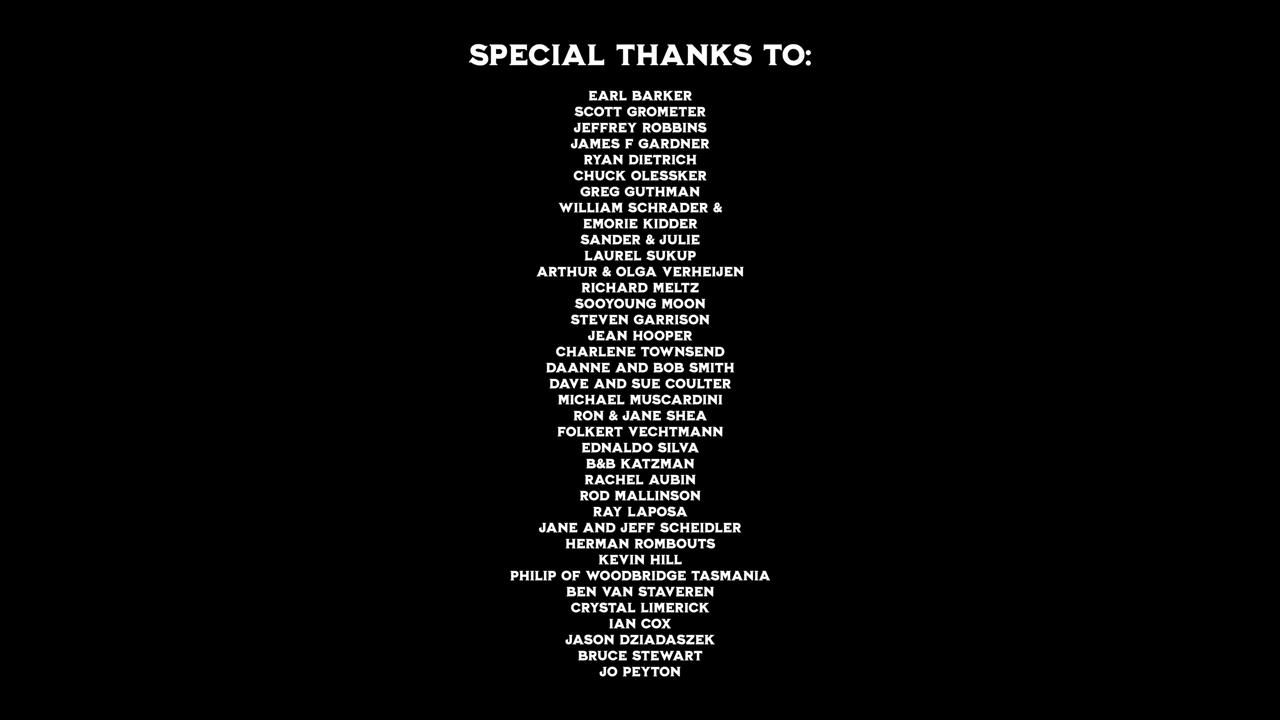 SPECIAL THANKS TO:
EARL BARKER
SCOTT GROMETER
JEFFREY ROBBINS
JAMES F GARDNER
RYAN DIETRICH
CHUCK OLESSKER
GREG GUTHMAN
WILLIAM SCHRADER &
EMORIE KIDDER
SANDER & JULIE
LAUREL SUKUP
ARTHUR & OLGA VERHEIJEN
RICHARD MELTZ
SOOYOUNG MOON
STEVEN GARRISON
JEAN HOOPER
CHARLENE TOWNSEND
DAANNE AND BOB SMITH
DAVE AND SUE COULTER
MICHAEL MUSCARDINI
RON & JANE SHEA
FOLKERT VECHTMANN
EDNALDO SILVA
B&B KATZMAN
RACHEL AUBIN
ROD MALLINSON
RAY LAPOSA
JANE AND JEFF SCHEIDLER
HERMAN ROMBOUTS
KEVIN HILL
PHILIP OF WOODBRIDGE TASMANIA
BEN VAN STAVEREN
CRYSTAL LIMERICK
IAN COX
JASON DZIADASZEK
BRUCE STEWART
JO PEYTON